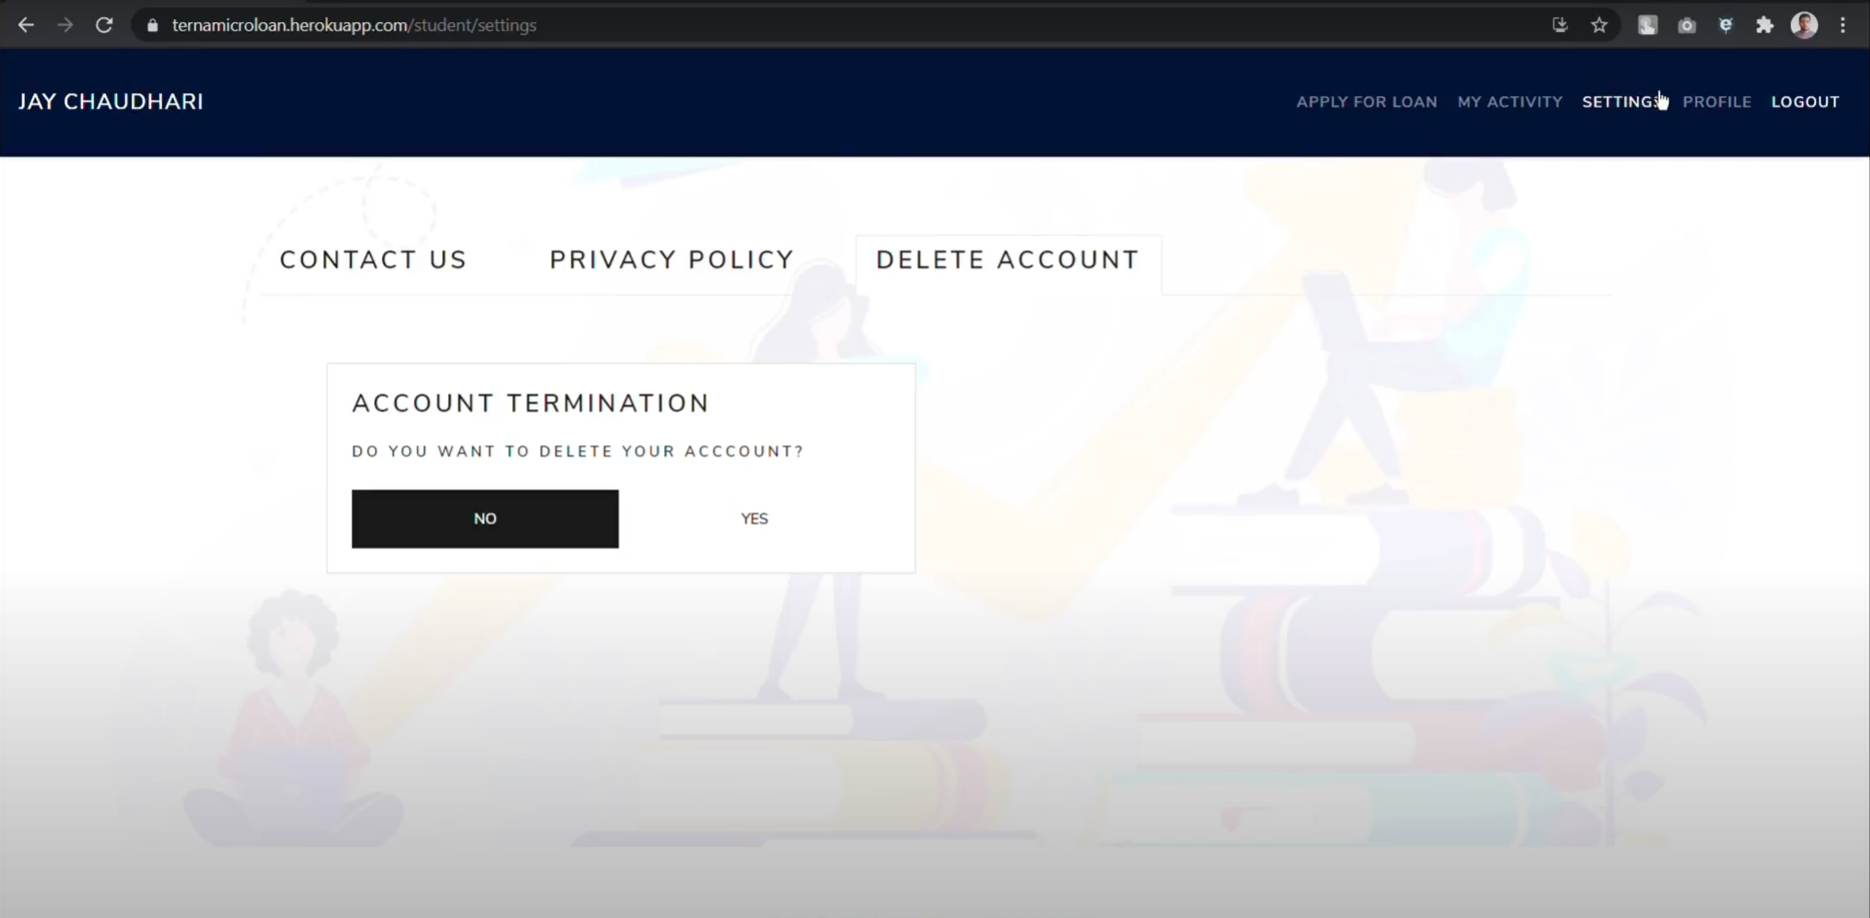 ternamicroloan.herokuapp.com/student/settings
JAY CHAUDHARI
APPLY FOR LOAN MY ACTIVITY SETTINGS PROFILE LOGOUT
CONTACT US PRIVACY POLICY DELETE ACCOUNT
ACCOUNT TERMINATION
DO YOU WANT TO DELETE YOUR ACCCOUNT?
NO YES